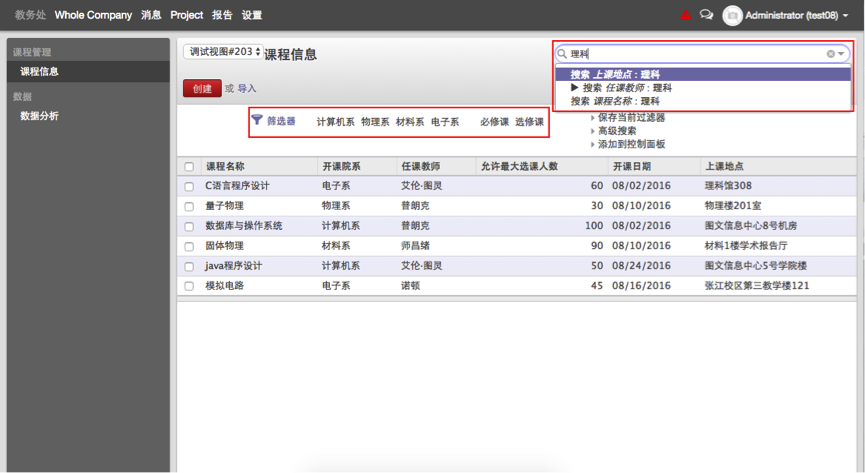 教务处 Whole Company 消息 Project 报告 设置 Administrator (test08)
课程管理
课程信息
数据
数据分析
调试视图#203 课程信息
创建 或 导入
理科
搜索 上课地点：理科
搜索 任课教师：理科
搜索 课程名称：理科
保存当前过滤器
高级搜索
添加到控制面板
筛选器 计算机系 物理系 材料系 电子系 必修课 选修课
课程名称 开课院系 任课教师 允许最大选课人数 开课日期 上课地点
C语言程序设计 电子系 艾伦·图灵 60 08/02/2016 理科馆308
量子物理 物理系 普朗克 30 08/10/2016 物理楼201室
数据库与操作系统 计算机系 普朗克 100 08/02/2016 图文信息中心8号机房
固体物理 材料系 师昌绪 90 08/10/2016 材料1楼学术报告厅
java程序设计 计算机系 艾伦·图灵 50 08/24/2016 图文信息中心5号学院楼
模拟电路 电子系 诺顿 45 08/16/2016 张江校区第三教学楼121